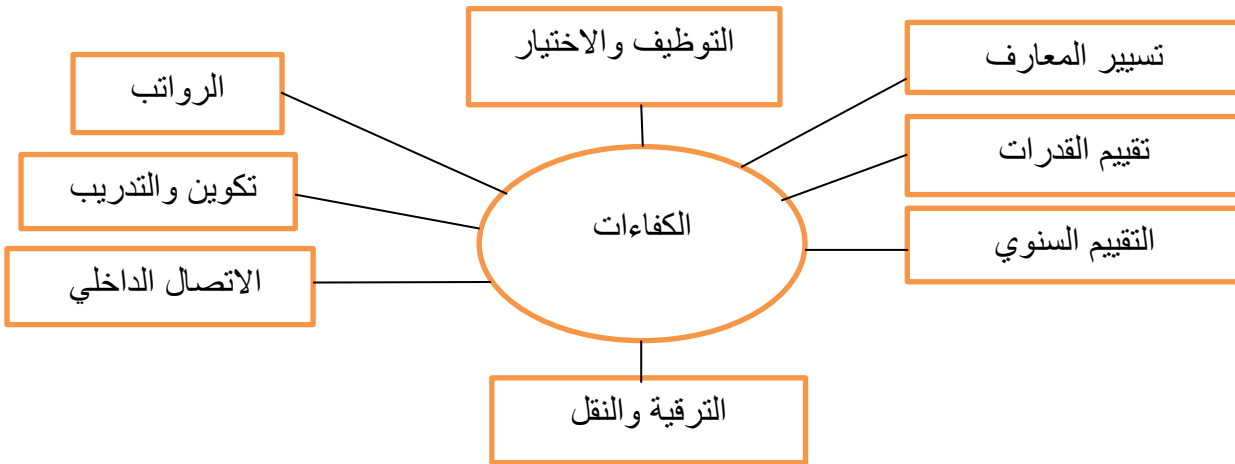 التوظيف والاختيار
تسيير المعارف
الرواتب
تقييم القدرات
تكوين والتدريب
الكفاءات
التقييم السنوي
الاتصال الداخلي
الترقية والنقل